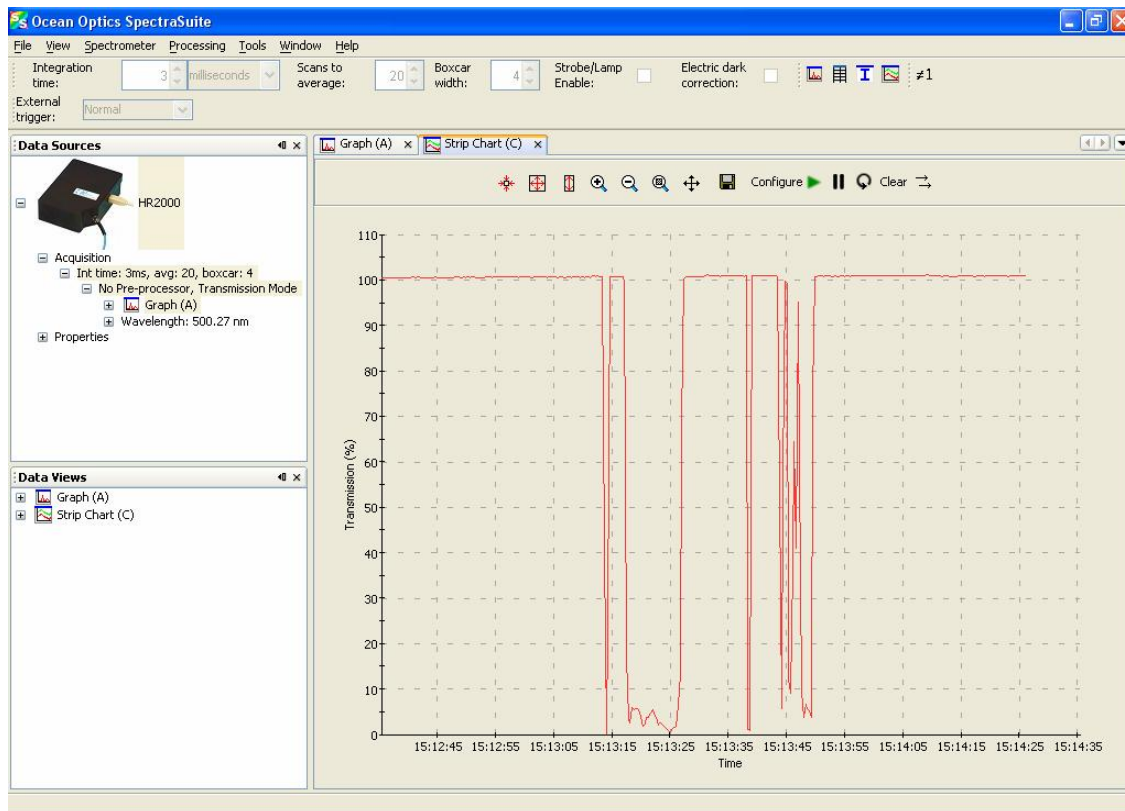 Ocean Optics SpectraSuite
File View Spectrometer Processing Tools Window Help
Integration time: 3 milliseconds Scans to average: 20 Boxcar width: 4 Strobe/Lamp Enable: Electric dark correction: ≠1
External trigger: Normal
Data Sources
HR2000
Acquisition
Int time: 3ms, avg: 20, boxcar: 4
No Pre-processor, Transmission Mode
Graph (A)
Wavelength: 500.27 nm
Properties
Data Views
Graph (A)
Strip Chart (C)
Graph (A) Strip Chart (C)
Configure Clear
Transmission (%)
110
100
90
80
70
60
50
40
30
20
10
0
15:12:45 15:12:55 15:13:05 15:13:15 15:13:25 15:13:35 15:13:45 15:13:55 15:14:05 15:14:15 15:14:25 15:14:35
Time